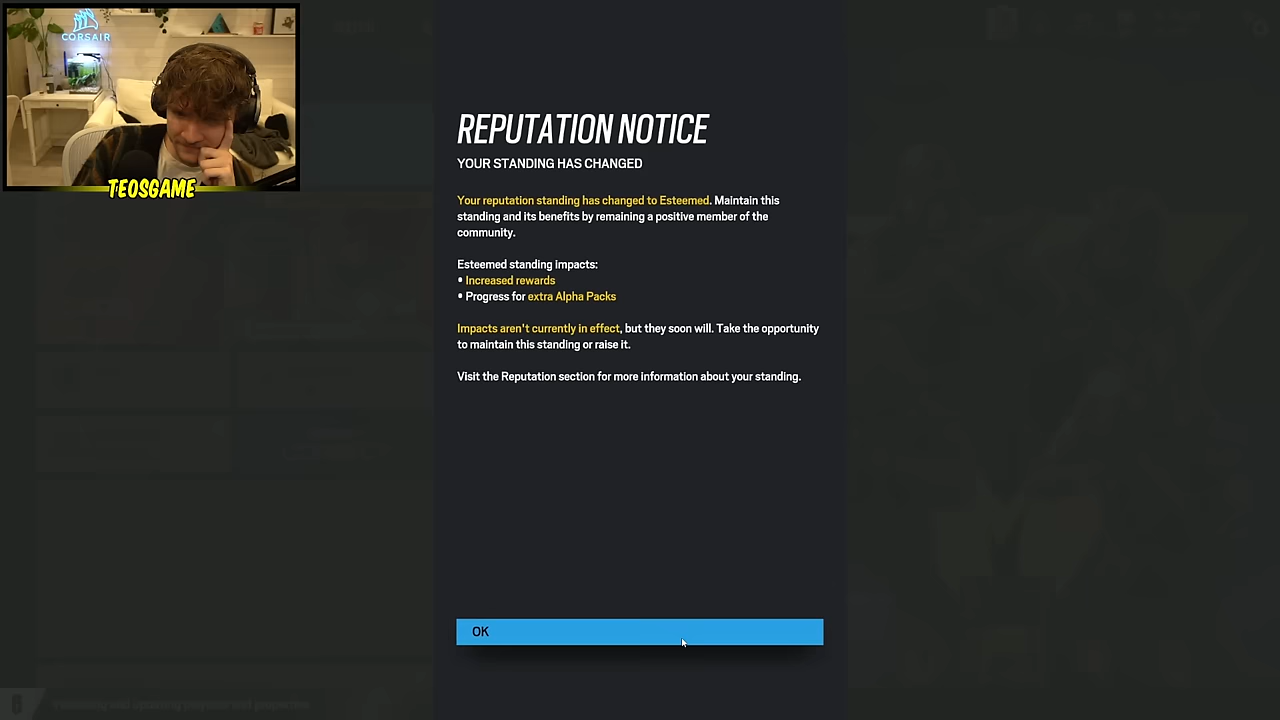 CORSAIR
TEOSGAME
REPUTATION NOTICE
YOUR STANDING HAS CHANGED
Your reputation standing has changed to Esteemed. Maintain this
standing and its benefits by remaining a positive member of the
community.
Esteemed standing impacts:
• Increased rewards
• Progress for extra Alpha Packs
Impacts aren't currently in effect, but they soon will. Take the opportunity
to maintain this standing or raise it.
Visit the Reputation section for more information about your standing.
OK